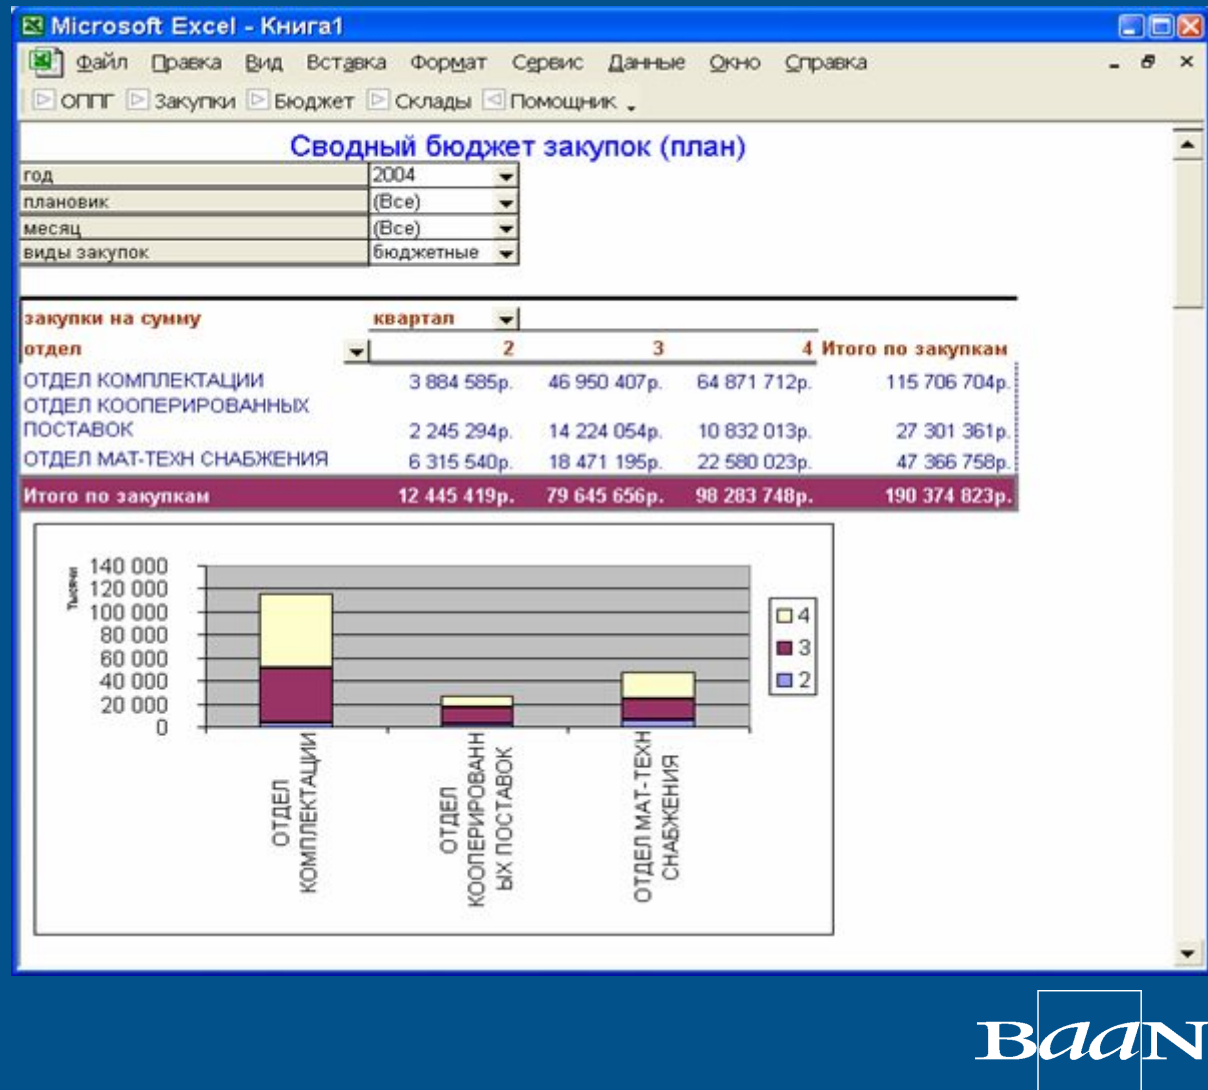 Microsoft Excel - Книга1
Файл Правка Вид Вставка Формат Сервис Данные Окно Справка
ОППГ Закупки Бюджет Склады Помощник
Сводный бюджет закупок (план)
год 2004
плановик (Все)
месяц (Все)
виды закупок бюджетные
закупки на сумму квартал
отдел 2 3 4 Итого по закупкам
ОТДЕЛ КОМПЛЕКТАЦИИ 3 884 585р. 46 950 407р. 64 871 712р. 115 706 704р.
ОТДЕЛ КООПЕРИРОВАННЫХ
ПОСТАВОК 2 245 294р. 14 224 054р. 10 832 013р. 27 301 361р.
ОТДЕЛ МАТ-ТЕХН СНАБЖЕНИЯ 6 315 540р. 18 471 195р. 22 580 023р. 47 366 758р.
Итого по закупкам 12 445 419р. 79 645 656р. 98 283 748р. 190 374 823р.
Тысячи
140 000
120 000
100 000
80 000
60 000
40 000
20 000
0
4
3
2
ОТДЕЛ
КОМПЛЕКТАЦИИ
ОТДЕЛ
КООПЕРИРОВАНН
ЫХ ПОСТАВОК
ОТДЕЛ МАТ-ТЕХН
СНАБЖЕНИЯ
BaaN